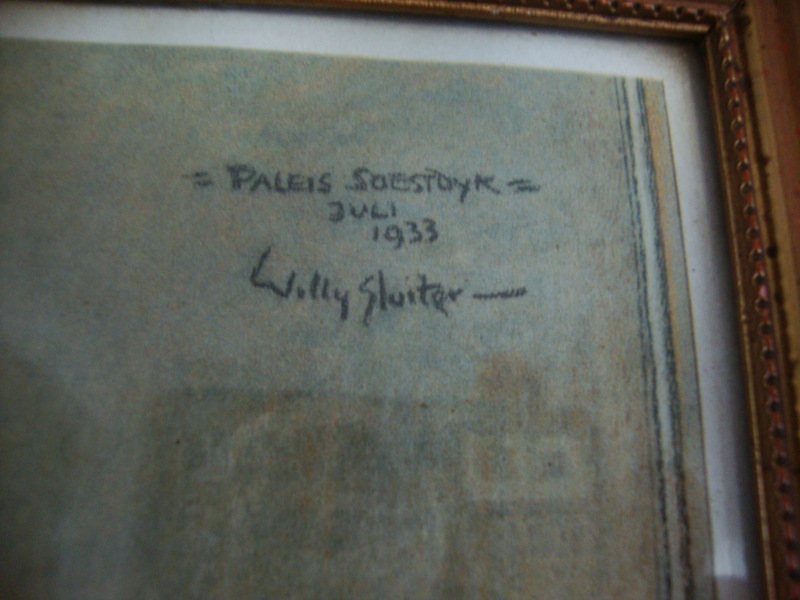 = PALEIS SOESTDYK =
JULI
1933
Willy Sluiter —